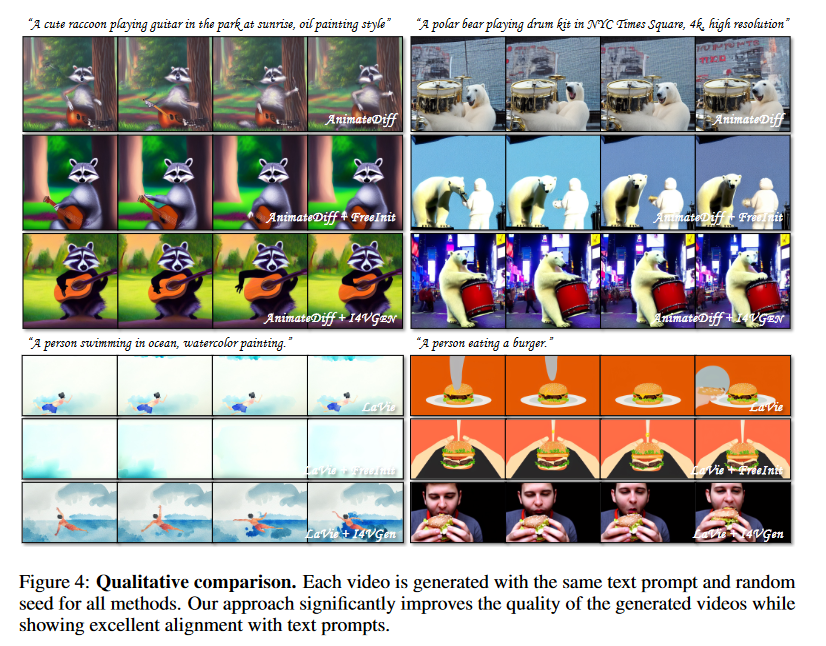 "A cute raccoon playing guitar in the park at sunrise, oil painting style"
AnimateDiff
AnimateDiff + FreeInit
AnimateDiff + I4VGEN
"A polar bear playing drum kit in NYC Times Square, 4k, high resolution"
AnimateDiff
AnimateDiff + FreeInit
AnimateDiff + I4VGEN
"A person swimming in ocean, watercolor painting."
LaVie
LaVie + FreeInit
LaVie + I4VGen
"A person eating a burger."
LaVie
LaVie + FreeInit
LaVie + I4VGen
Figure 4: Qualitative comparison. Each video is generated with the same text prompt and random
seed for all methods. Our approach significantly improves the quality of the generated videos while
showing excellent alignment with text prompts.